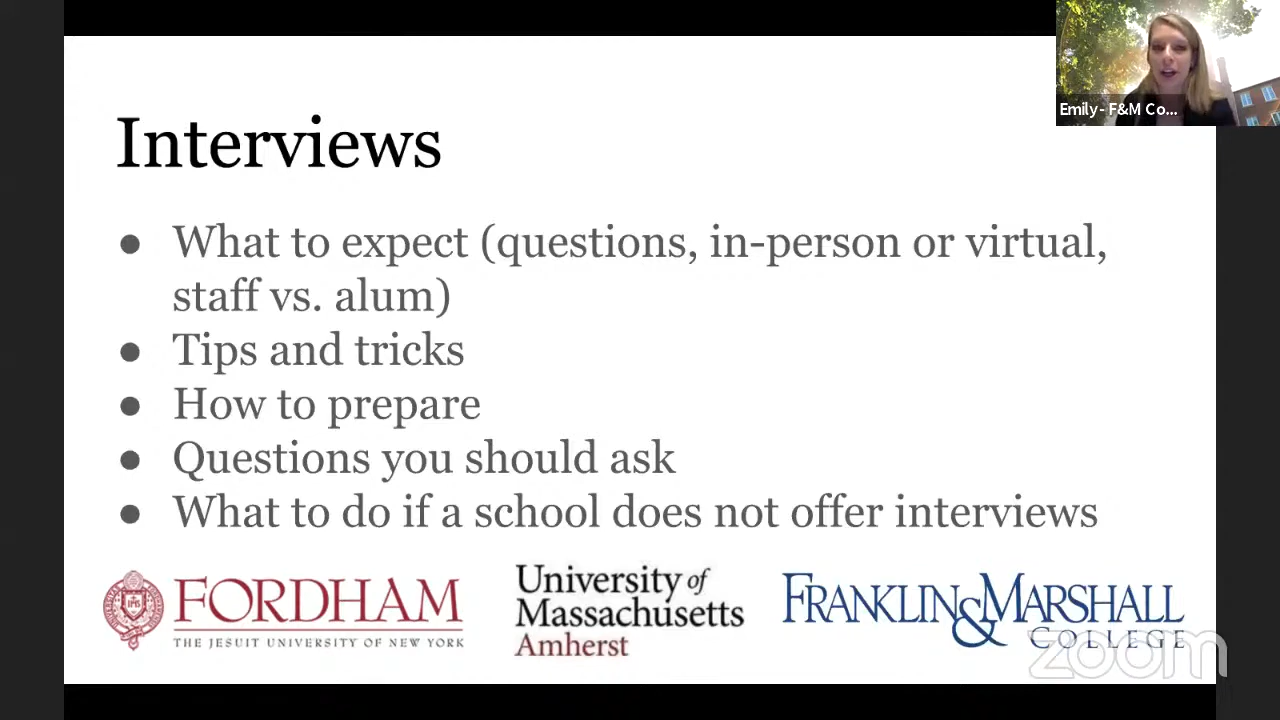 Emily- F&M Co...
Interviews
● What to expect (questions, in-person or virtual,
staff vs. alum)
● Tips and tricks
● How to prepare
● Questions you should ask
● What to do if a school does not offer interviews
FORDHAM
THE JESUIT UNIVERSITY OF NEW YORK
University of
Massachusetts
Amherst
FRANKLIN & MARSHALL
COLLEGE
zoom